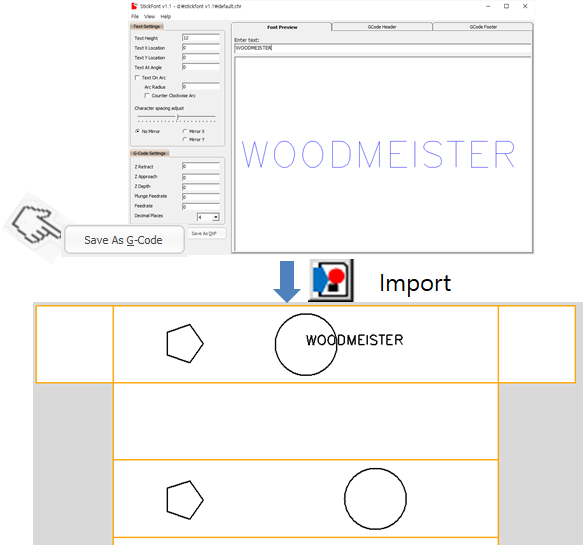 StickFont v1.1 - d:#stickfont v1.1#default.chr
File View Help
Text Settings
Text Height 12
Text X Location 0
Text Y Location 0
Text At Angle 0
Text On Arc
Arc Radius 0
Counter Clockwise Arc
Character spacing adjust
No Mirror Mirror X
Mirror Y
G-Code Settings
Z Retract 0
Z Approach 0
Z Depth 0
Plunge Feedrate 0
Feedrate 0
Decimal Places 4
Save As G-Code
Save As DXF
Font Preview GCode Header GCode Footer
Enter text:
WOODMEISTER
WOODMEISTER
Import
WOODMEISTER